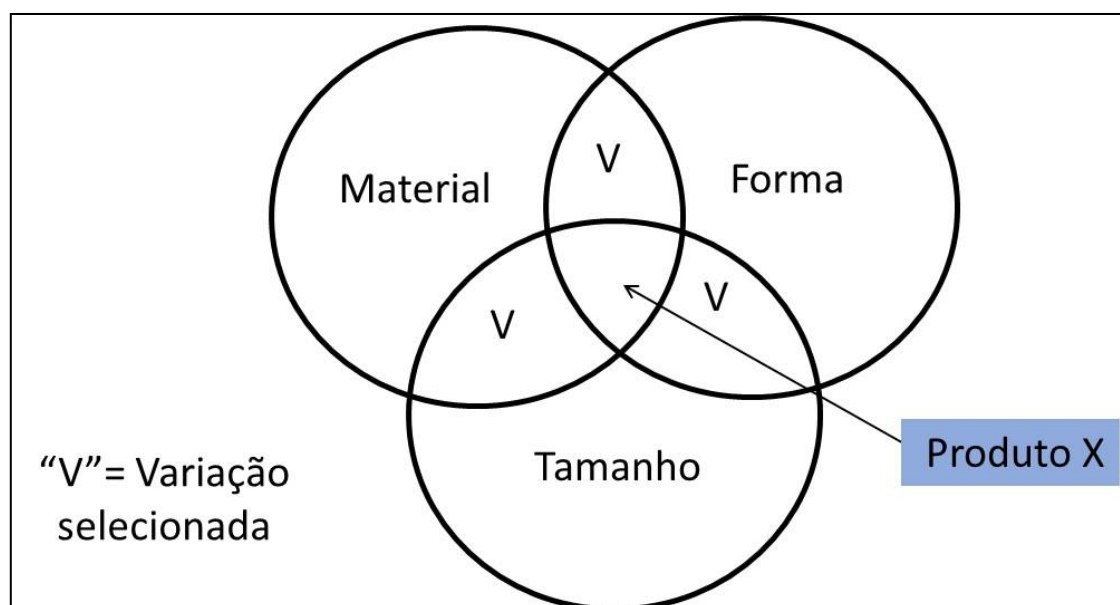 V
Material
Forma
V
V
Produto X
Tamanho
“V”= Variação
selecionada